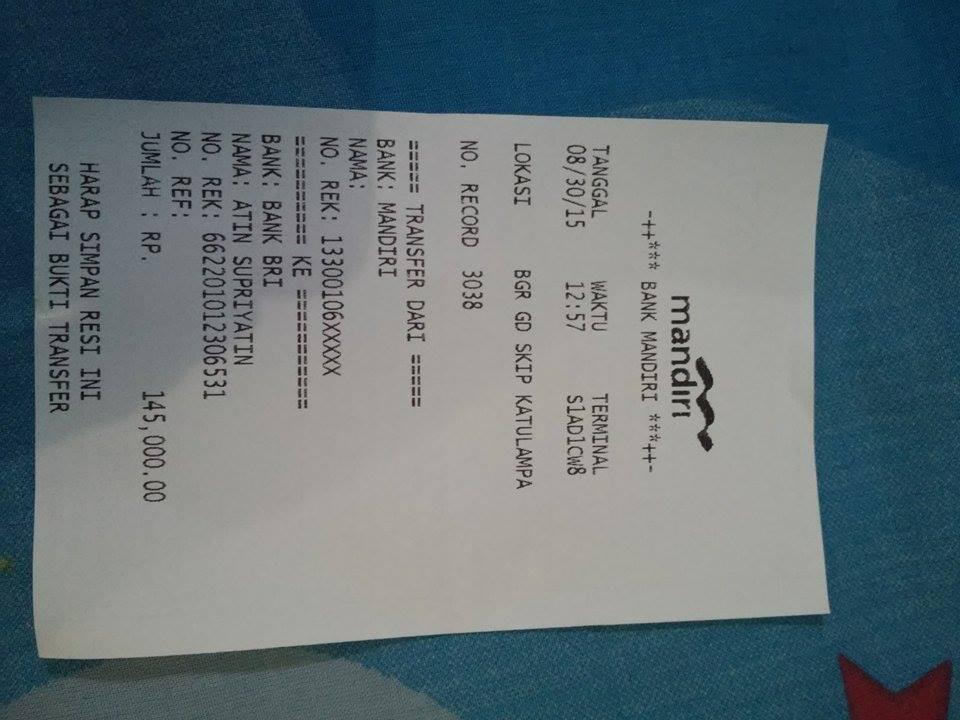 mandiri
-++*** BANK MANDIRI ***++-
TANGGAL WAKTU TERMINAL
08/30/15 12:57 S1AD1CW8
LOKASI BGR GD SKIP KATULAMPA
NO. RECORD 3038
===== TRANSFER DARI =====
BANK: MANDIRI
NAMA:
NO. REK: 13300106XXXXX
========== KE ===========
BANK: BANK BRI
NAMA: ATIN SUPRIYATIN
NO. REK: 662201012306531
NO. REF:
JUMLAH : RP. 145,000.00
HARAP SIMPAN RESI INI
SEBAGAI BUKTI TRANSFER